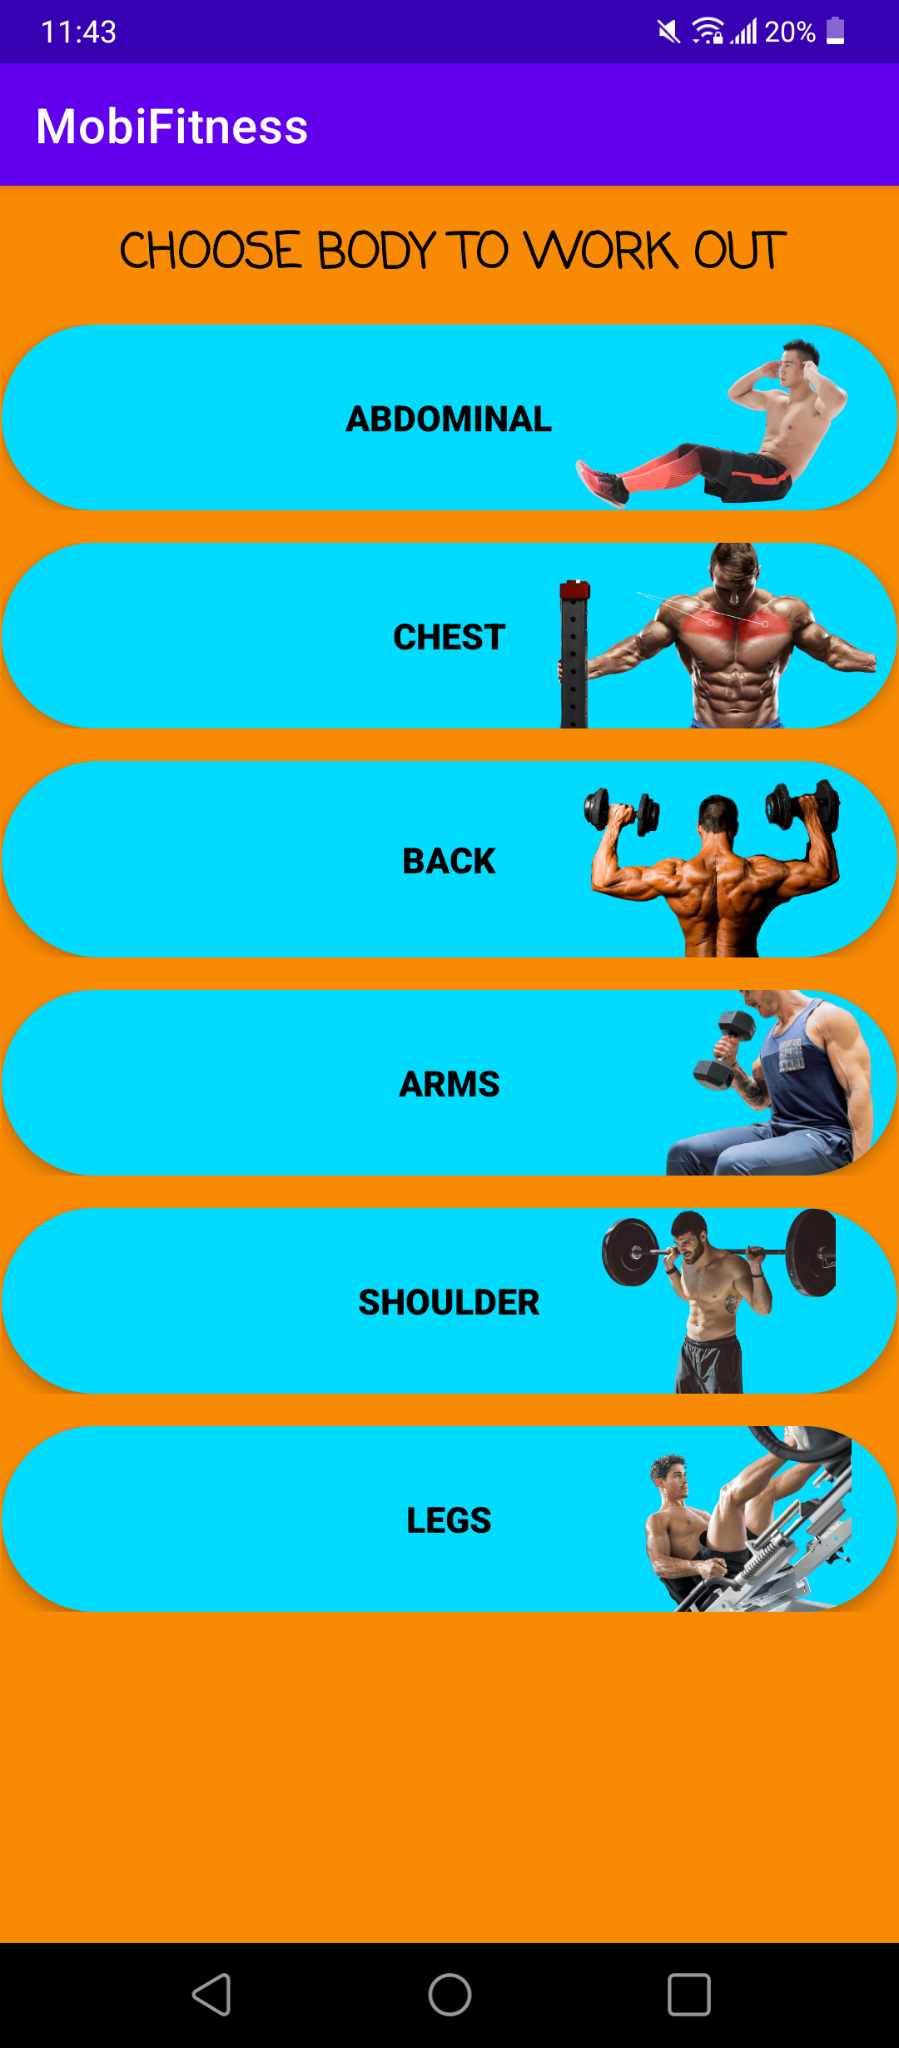 11:43 20%
MobiFitness
CHOOSE BODY TO WORK OUT
ABDOMINAL
CHEST
BACK
ARMS
SHOULDER
LEGS